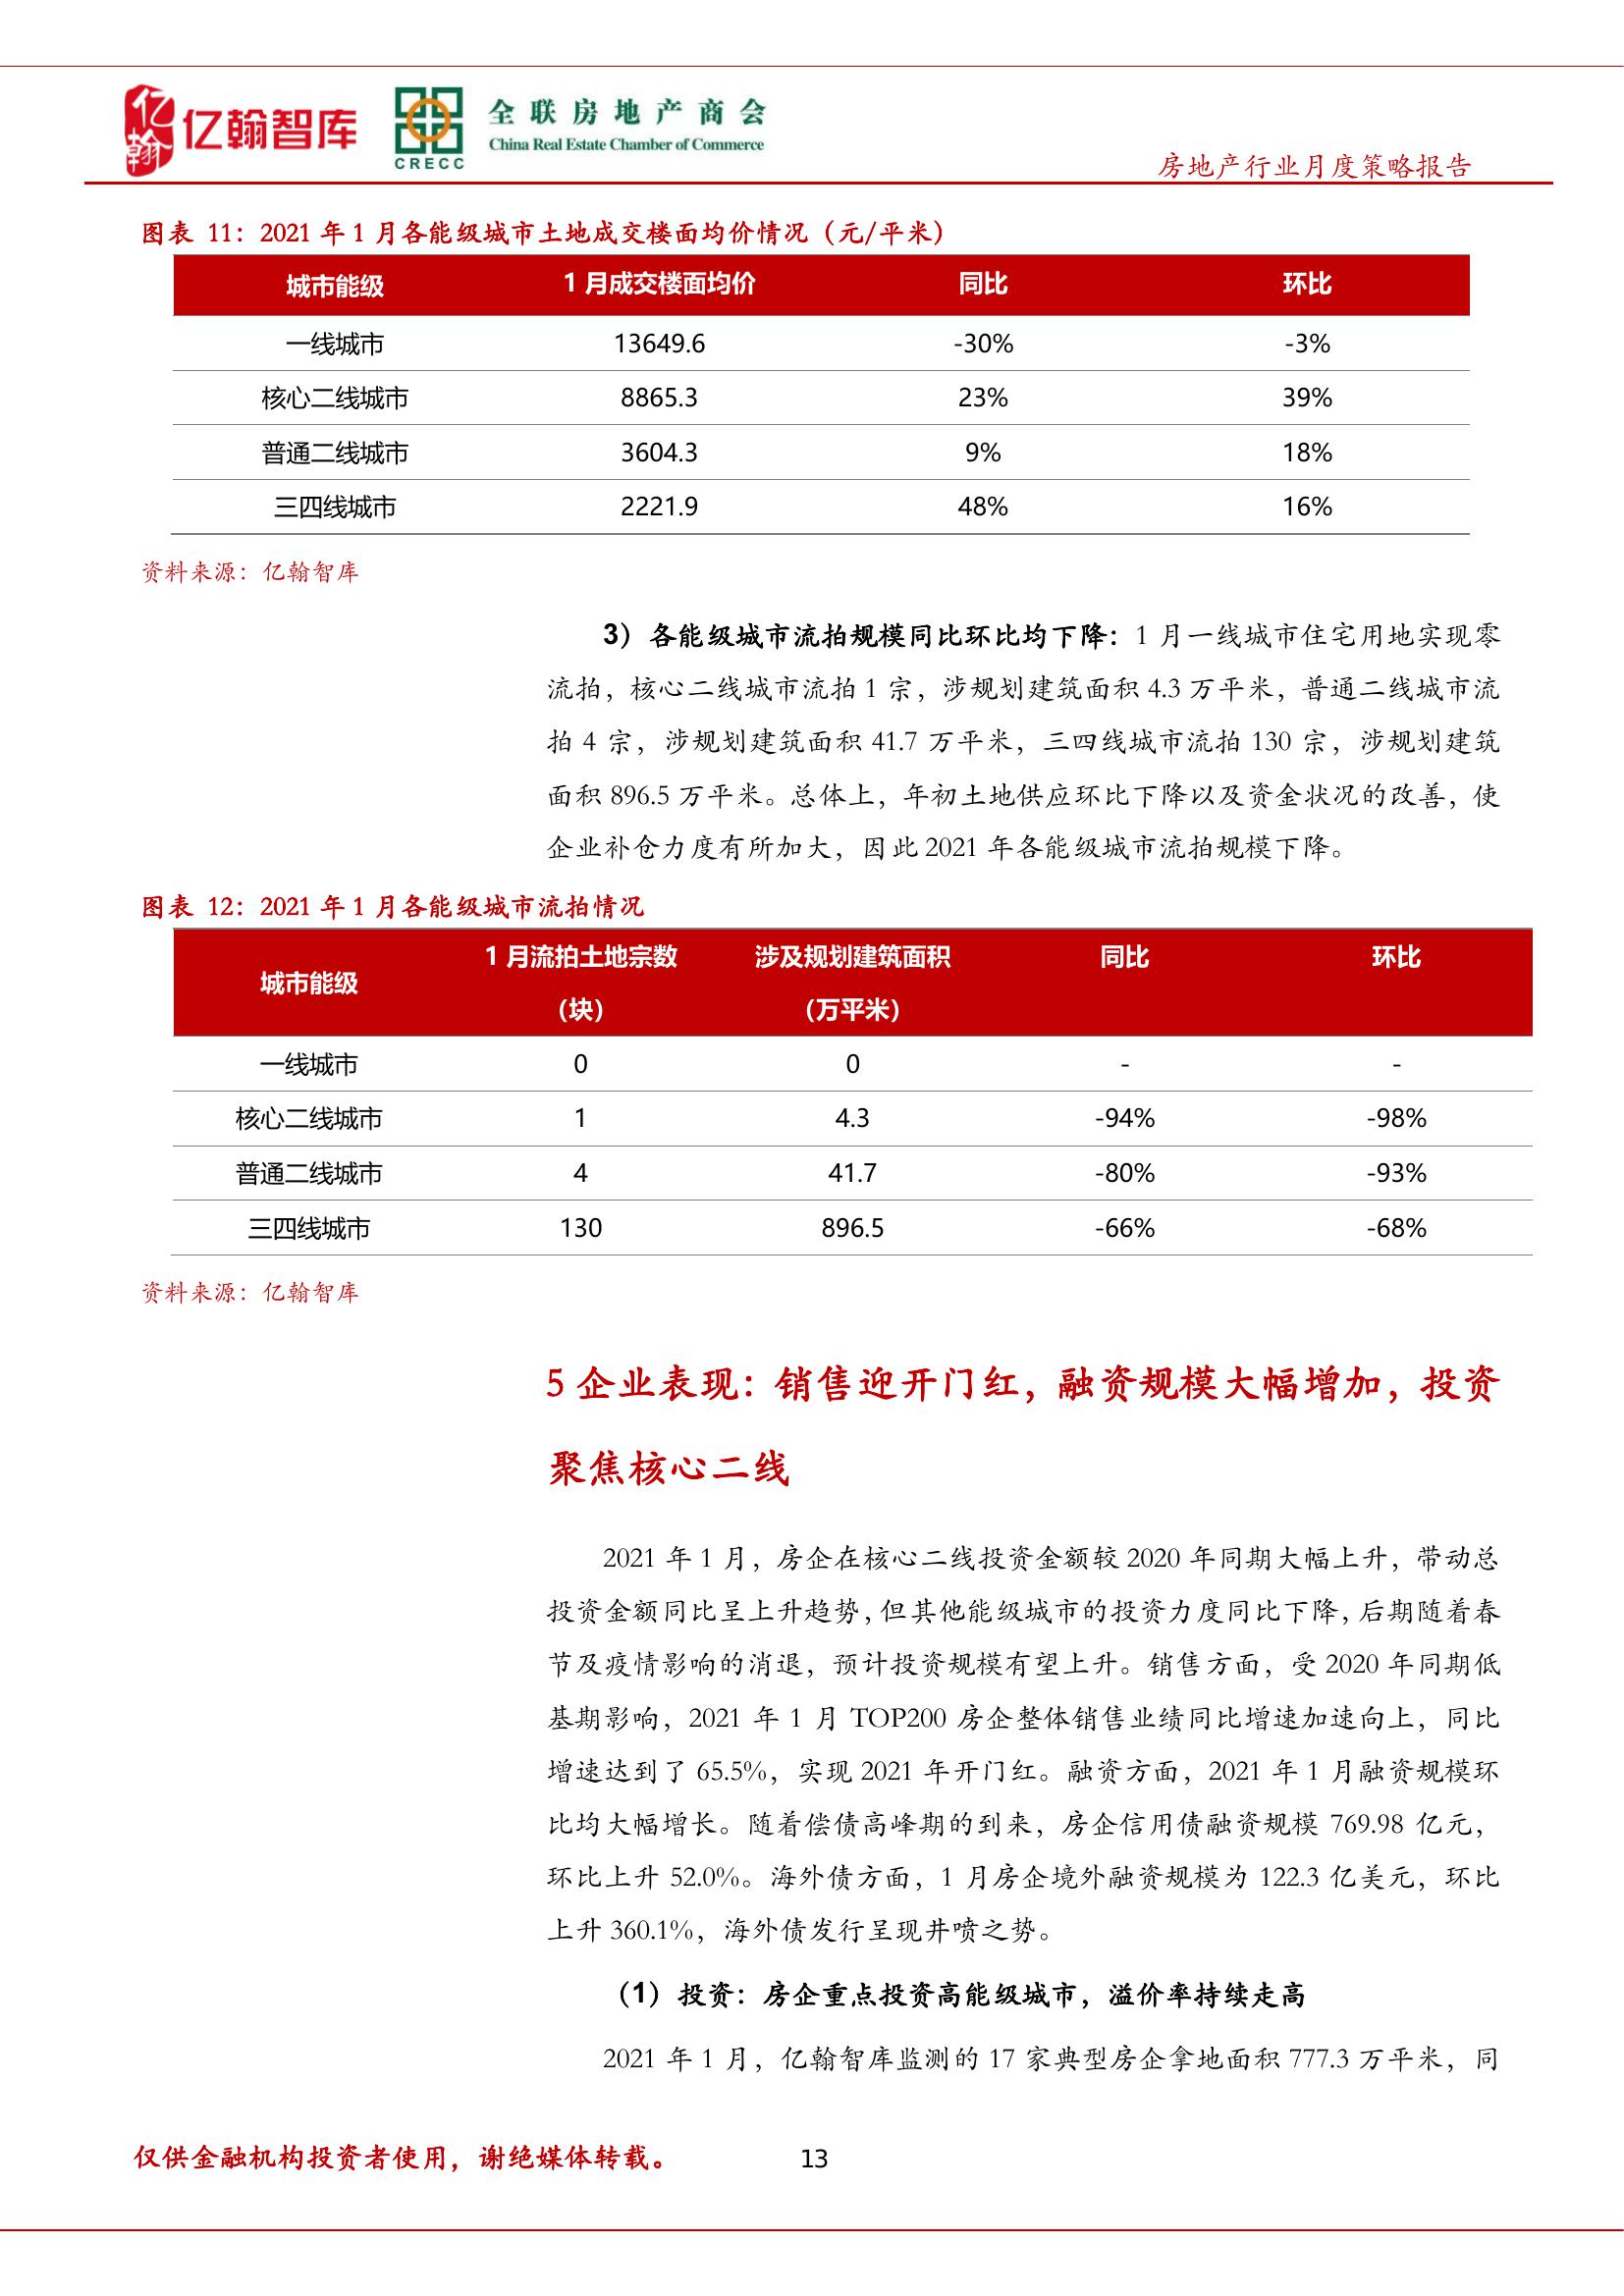 亿翰 亿翰智库
CRECC
全联房地产商会
China Real Estate Chamber of Commerce
房地产行业月度策略报告
图表 11：2021 年 1 月各能级城市土地成交楼面均价情况（元/平米）
城市能级 1 月成交楼面均价 同比 环比
一线城市 13649.6 -30% -3%
核心二线城市 8865.3 23% 39%
普通二线城市 3604.3 9% 18%
三四线城市 2221.9 48% 16%
资料来源：亿翰智库
3）各能级城市流拍规模同比环比均下降：1 月一线城市住宅用地实现零
流拍，核心二线城市流拍 1 宗，涉规划建筑面积 4.3 万平米，普通二线城市流
拍 4 宗，涉规划建筑面积 41.7 万平米，三四线城市流拍 130 宗，涉规划建筑
面积 896.5 万平米。总体上，年初土地供应环比下降以及资金状况的改善，使
企业补仓力度有所加大，因此 2021 年各能级城市流拍规模下降。
图表 12：2021 年 1 月各能级城市流拍情况
城市能级 1 月流拍土地宗数 涉及规划建筑面积 同比 环比
（块） （万平米）
一线城市 0 0 - -
核心二线城市 1 4.3 -94% -98%
普通二线城市 4 41.7 -80% -93%
三四线城市 130 896.5 -66% -68%
资料来源：亿翰智库
5 企业表现：销售迎开门红，融资规模大幅增加，投资
聚焦核心二线
2021 年 1 月，房企在核心二线投资金额较 2020 年同期大幅上升，带动总
投资金额同比呈上升趋势，但其他能级城市的投资力度同比下降，后期随着春
节及疫情影响的消退，预计投资规模有望上升。销售方面，受 2020 年同期低
基期影响，2021 年 1 月 TOP200 房企整体销售业绩同比增速加速向上，同比
增速达到了 65.5%，实现 2021 年开门红。融资方面，2021 年 1 月融资规模环
比均大幅增长。随着偿债高峰期的到来，房企信用债融资规模 769.98 亿元，
环比上升 52.0%。海外债方面，1 月房企境外融资规模为 122.3 亿美元，环比
上升 360.1%，海外债发行呈现井喷之势。
（1）投资：房企重点投资高能级城市，溢价率持续走高
2021 年 1 月，亿翰智库监测的 17 家典型房企拿地面积 777.3 万平米，同
仅供金融机构投资者使用，谢绝媒体转载。 13